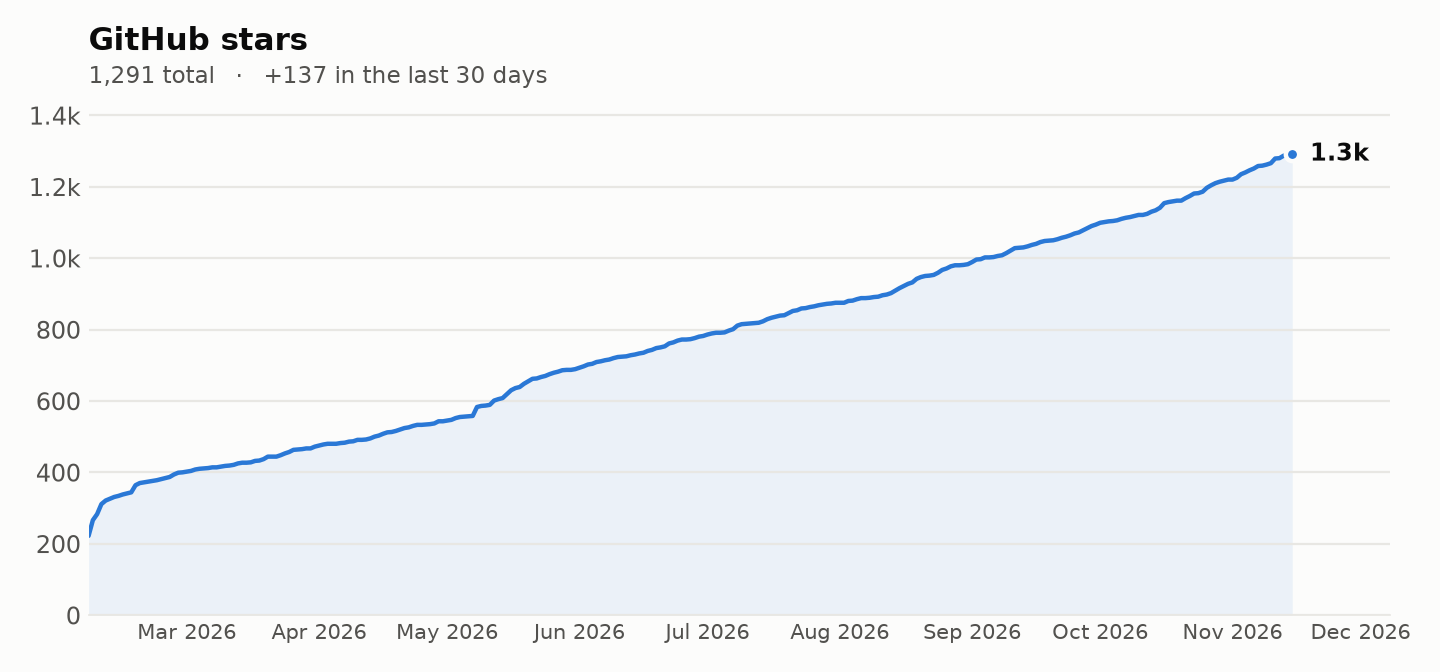 GitHub stars
1,291 total · +137 in the last 30 days
1.4k
1.3k
1.2k
1.0k
800
600
400
200
0
Mar 2026 Apr 2026 May 2026 Jun 2026 Jul 2026 Aug 2026 Sep 2026 Oct 2026 Nov 2026 Dec 2026